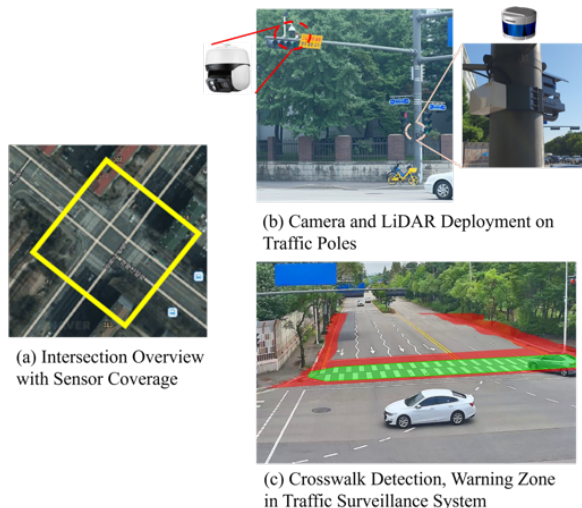 (b) Camera and LiDAR Deployment on
Traffic Poles
(a) Intersection Overview
with Sensor Coverage
(c) Crosswalk Detection, Warning Zone
in Traffic Surveillance System